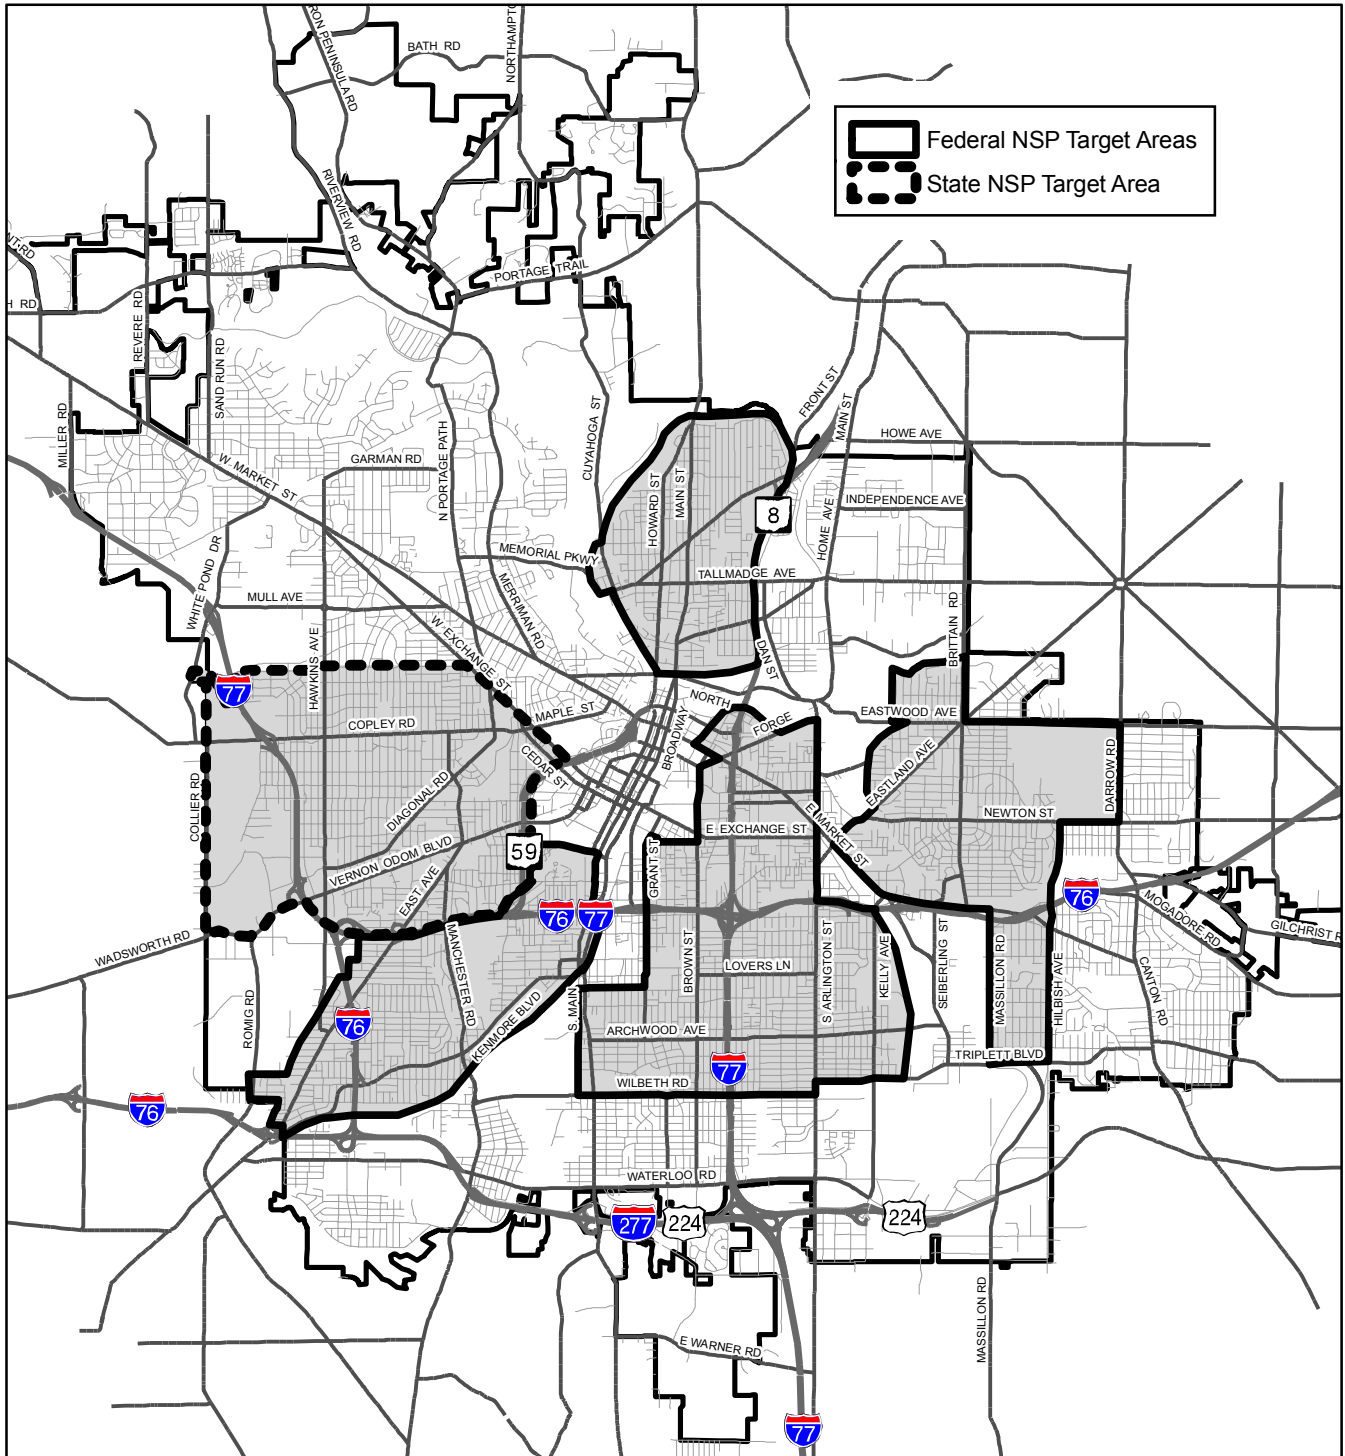 RON PENINSULA RD
BATH RD
NORTHAMPTO
Federal NSP Target Areas
State NSP Target Area
RIVERVIEW RD
NT RD
PORTAGE TRAIL
H RD
REVERE RD
SAND RUN RD
MILLER RD
FRONT ST
MAIN ST
CUYAHOGA ST
HOWE AVE
W MARKET ST
GARMAN RD
N PORTAGE PATH
HOWARD ST
MAIN ST
INDEPENDENCE AVE
8
HOME AVE
WHITE POND DR
MEMORIAL PKWY
TALLMADGE AVE
MULL AVE
MERRIMAN RD
BRITTAIN RD
W EXCHANGE ST
HAWKINS AVE
DAN ST
77
NORTH
MAPLE ST
COPLEY RD
BROADWAY
FORGE
EASTWOOD AVE
CEDAR ST
EASTLAND AVE
DARROW RD
COLLIER RD
DIAGONAL RD
NEWTON ST
E EXCHANGE ST
E MARKET ST
59
VERNON ODOM BLVD
GRANT ST
EAST AVE
76
76
77
MOGADORE RD
GILCHRIST R
WADSWORTH RD
MANCHESTER RD
BROWN ST
S ARLINGTON ST
KELLY AVE
SEIBERLING ST
MASSILLON RD
HILBISH AVE
CANTON RD
LOVERS LN
ROMIG RD
76
KENMORE BLVD
S MAIN
ARCHWOOD AVE
TRIPLETT BLVD
77
WILBETH RD
76
WATERLOO RD
277
224
224
MASSILLON RD
E WARNER RD
77